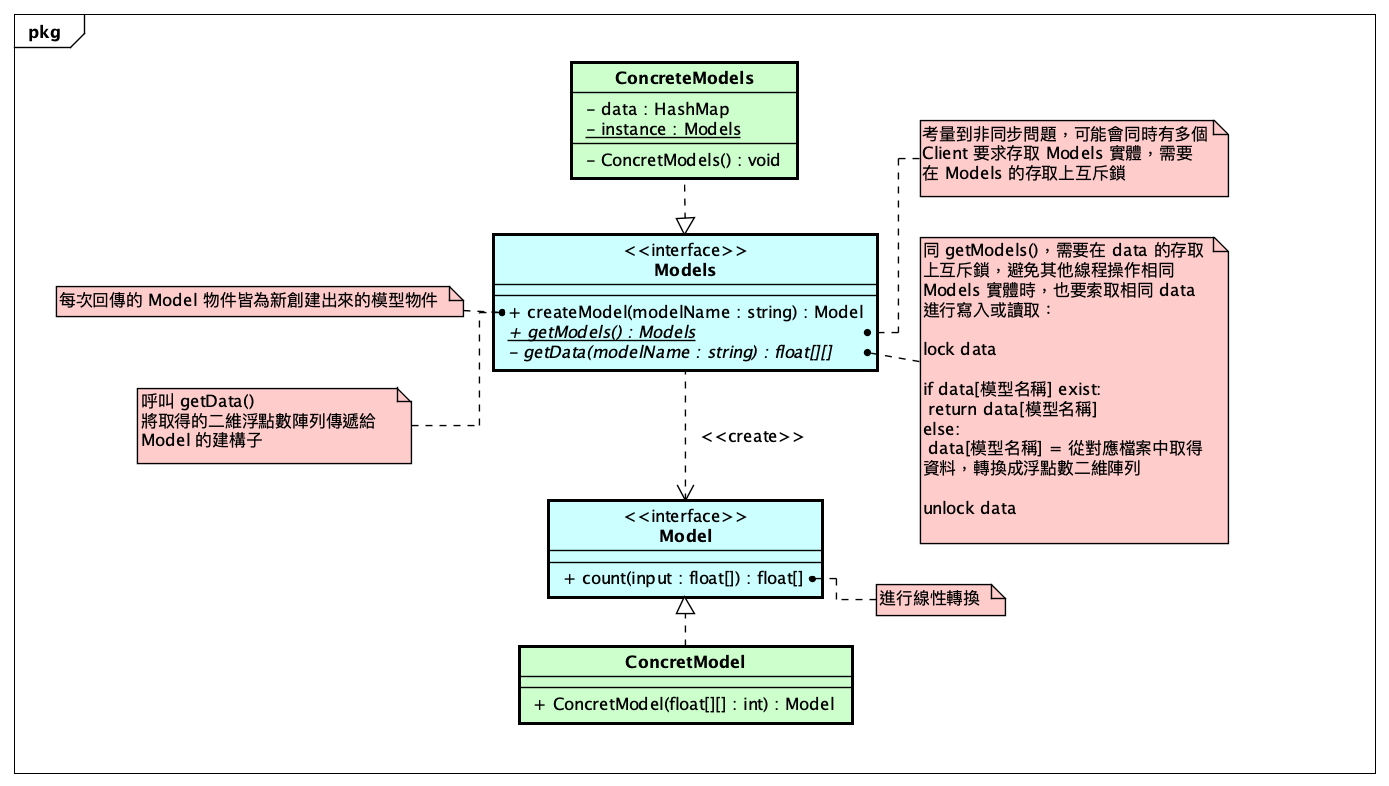 pkg
ConcreteModels
- data : HashMap
- instance : Models
- ConcretModels() : void
考量到非同步問題，可能會同時有多個
Client 要求存取 Models 實體，需要
在 Models 的存取上互斥鎖
<<interface>>
Models
+ createModel(modelName : string) : Model
+ getModels() : Models
- getData(modelName : string) : float[][]
每次回傳的 Model 物件皆為新創建出來的模型物件
同 getModels()，需要在 data 的存取
上互斥鎖，避免其他線程操作相同
Models 實體時，也要索取相同 data
進行寫入或讀取：
lock data
if data[模型名稱] exist:
return data[模型名稱]
else:
data[模型名稱] = 從對應檔案中取得
資料，轉換成浮點數二維陣列
unlock data
呼叫 getData()
將取得的二維浮點數陣列傳遞給
Model 的建構子
<<create>>
<<interface>>
Model
+ count(input : float[]) : float[]
進行線性轉換
ConcretModel
+ ConcretModel(float[][] : int) : Model